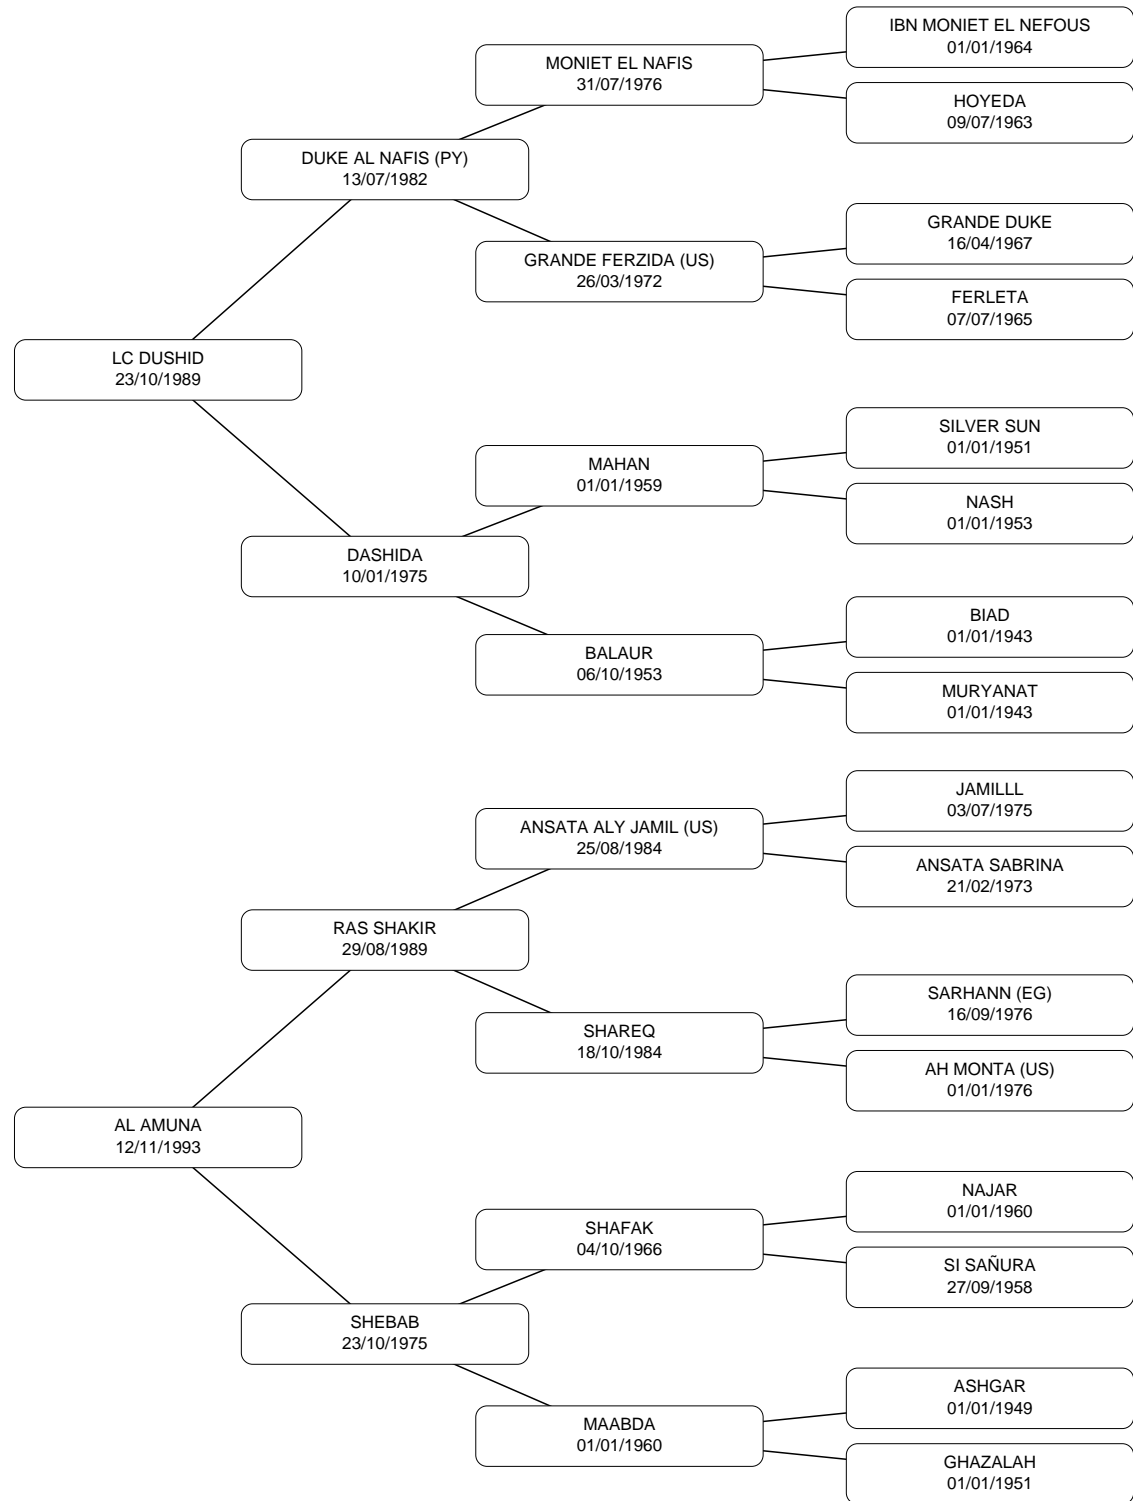 IBN MONIET EL NEFOUS
01/01/1964
MONIET EL NAFIS
31/07/1976
HOYEDA
09/07/1963
DUKE AL NAFIS (PY)
13/07/1982
GRANDE DUKE
16/04/1967
GRANDE FERZIDA (US)
26/03/1972
FERLETA
07/07/1965
LC DUSHID
23/10/1989
SILVER SUN
01/01/1951
MAHAN
01/01/1959
NASH
01/01/1953
DASHIDA
10/01/1975
BIAD
01/01/1943
BALAUR
06/10/1953
MURYANAT
01/01/1943
JAMILLL
03/07/1975
ANSATA ALY JAMIL (US)
25/08/1984
ANSATA SABRINA
21/02/1973
RAS SHAKIR
29/08/1989
SARHANN (EG)
16/09/1976
SHAREQ
18/10/1984
AH MONTA (US)
01/01/1976
AL AMUNA
12/11/1993
NAJAR
01/01/1960
SHAFAK
04/10/1966
SI SAÑURA
27/09/1958
SHEBAB
23/10/1975
ASHGAR
01/01/1949
MAABDA
01/01/1960
GHAZALAH
01/01/1951